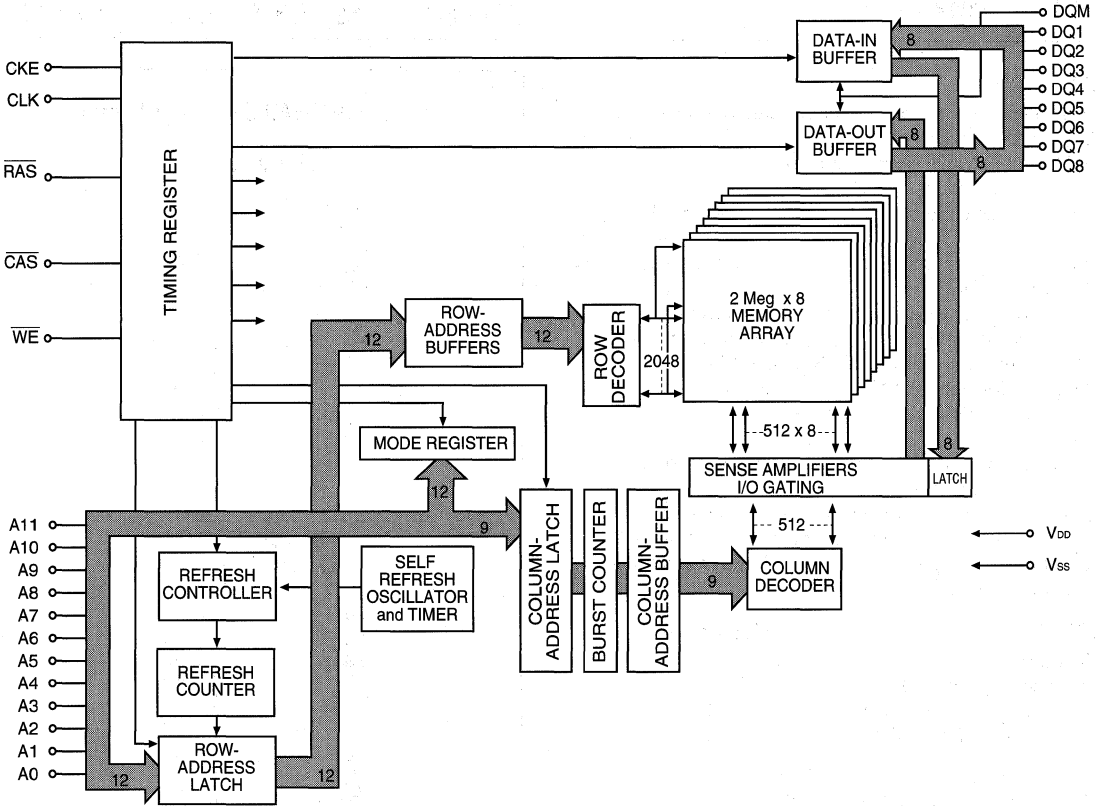 CKE
CLK
RAS
CAS
WE
TIMING REGISTER
DATA-IN
BUFFER
DATA-OUT
BUFFER
8
8
8
DQM
DQ1
DQ2
DQ3
DQ4
DQ5
DQ6
DQ7
DQ8
2 Meg x 8
MEMORY
ARRAY
ROW-
ADDRESS
BUFFERS
12
12
ROW
DECODER
2048
512 x 8
8
SENSE AMPLIFIERS
I/O GATING
LATCH
MODE REGISTER
12
9
512
COLUMN-
ADDRESS LATCH
BURST COUNTER
COLUMN-
ADDRESS BUFFER
9
COLUMN
DECODER
VDD
VSS
A11
A10
A9
A8
A7
A6
A5
A4
A3
A2
A1
A0
REFRESH
CONTROLLER
SELF
REFRESH
OSCILLATOR
and TIMER
REFRESH
COUNTER
12
ROW-
ADDRESS
LATCH
12